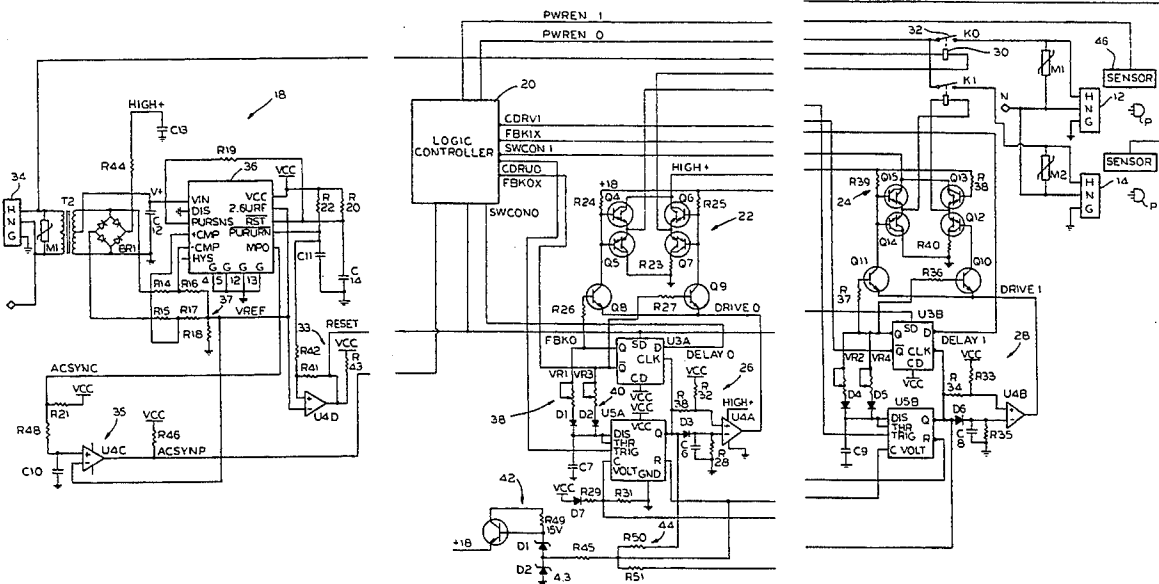 PWREN 1
PWREN 0
18
HIGH+
C13
R44
R19
36
VCC
34
H
N
G
M1
T2
BR1
V+
C
12
VIN
DIS
PURSNS
+CMP
-CMP
HYS
VCC
2.6URF
RST
PURURN
MPO
G G G G
4 5 12 13
R
22
R
20
C11
C
14
R14
R16
R15
R17
R18
37
VREF
33
RESET
VCC
R
43
R42
R41
U4D
ACSYNC
VCC
R21
R48
35
R46
VCC
U4C
ACSYNP
C10
20
LOGIC
CONTROLLER
CDRV1
FBK1X
SWCON 1
CDRU0
FBK0X
SWCON0
HIGH+
+18
R24
Q4
Q6
R25
22
Q5
R23
Q7
R26
Q8
R27
Q9
DRIVE 0
FBK0
SD
Q
D
U3A
CLK
Q
CD
VCC
DELAY 0
VR1
VR3
40
38
D1
D2
U5A
VCC
VCC
DIS
THR
TRIG
C
VOLT
GND
Q
R
VCC
R
32
R
38
26
HIGH+
U4A
D3
C
6
R
28
C7
VCC
D7
R29
R31
42
R49
15V
+18
D1
D2
4.3
R45
R50
44
R51
32
K0
30
K1
46
SENSOR
M1
H
N
G
12
P
N
SENSOR
M2
H
N
G
14
P
R39
Q15
Q13
R
38
24
Q14
Q12
R40
Q11
R36
Q10
R
37
DRIVE 1
U3B
SD
Q
D
Q
CLK
CD
VCC
DELAY 1
VR2
VR4
VCC
R
34
R33
28
U4B
D4
D5
U5B
DIS
THR
TRIG
C VOLT
Q
R
D6
C
8
R35
C9